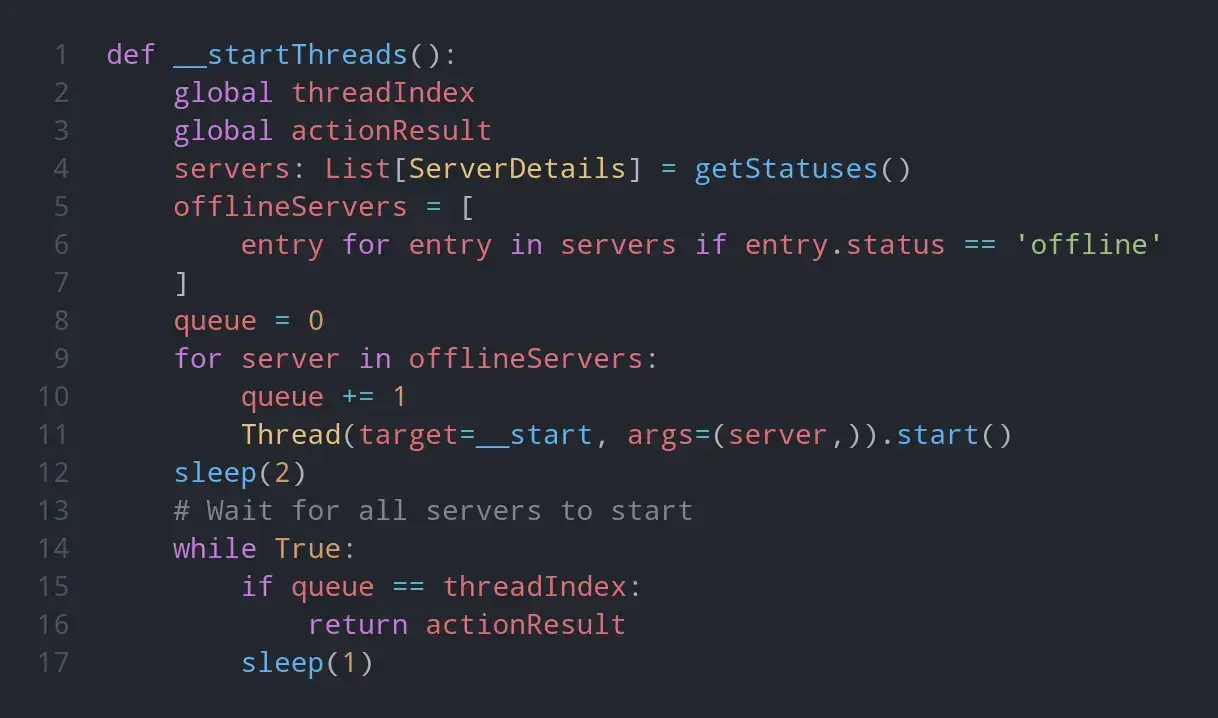 1 def __startThreads():
2     global threadIndex
3     global actionResult
4     servers: List[ServerDetails] = getStatuses()
5     offlineServers = [
6         entry for entry in servers if entry.status == 'offline'
7     ]
8     queue = 0
9     for server in offlineServers:
10         queue += 1
11         Thread(target=__start, args=(server,)).start()
12     sleep(2)
13     # Wait for all servers to start
14     while True:
15         if queue == threadIndex:
16             return actionResult
17         sleep(1)